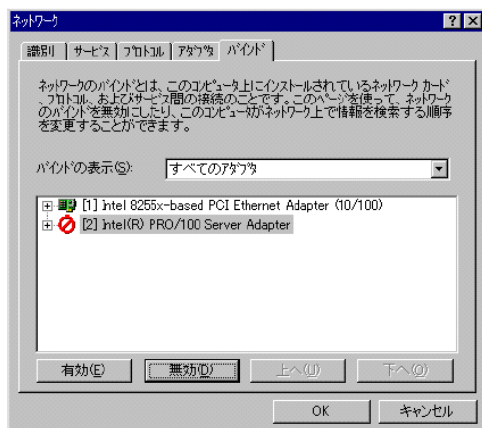 ネットワーク
識別
サービス
プロトコル
アダプタ
バインド
ネットワークのバインドとは、このコンピュータ上にインストールされているネットワーク カード
、プロトコル、およびサービス間の接続のことです。このページを使って、ネットワーク
のバインドを無効にしたり、このコンピュータがネットワーク上で情報を検索する順序
を変更することができます。
バインドの表示(S):
すべてのアダプタ
[1] Intel 8255x-based PCI Ethernet Adapter (10/100)
[2] Intel(R) PRO/100 Server Adapter
有効(E)
無効(D)
上へ(U)
下へ(O)
OK
キャンセル